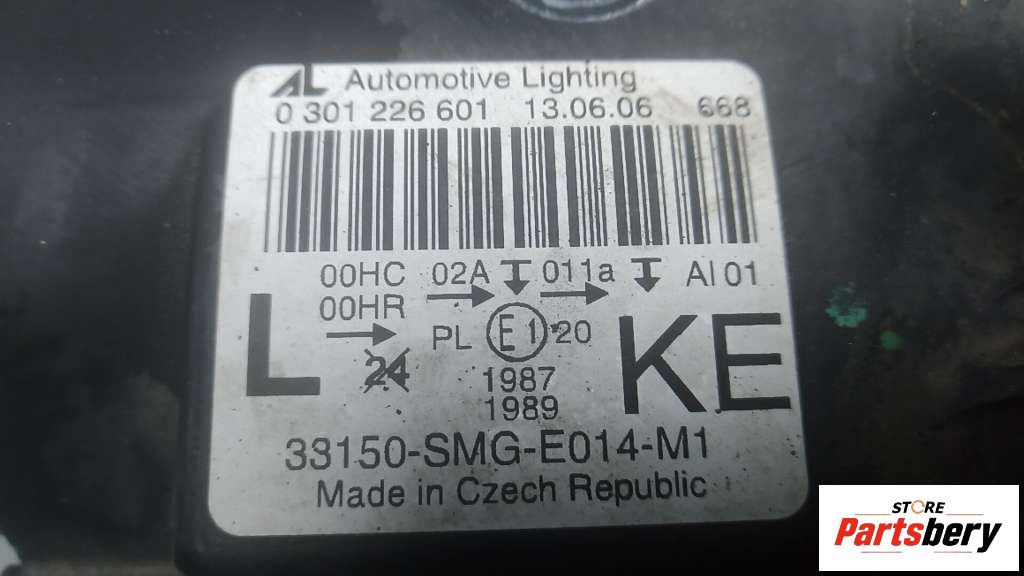 AL Automotive Lighting
0 301 226 601 13.06.06 668
00HC 02A 011a AI 01
00HR
L PL E1 20 KE
24
1987
1989
33150-SMG-E014-M1
Made in Czech Republic
STORE
Partsbery